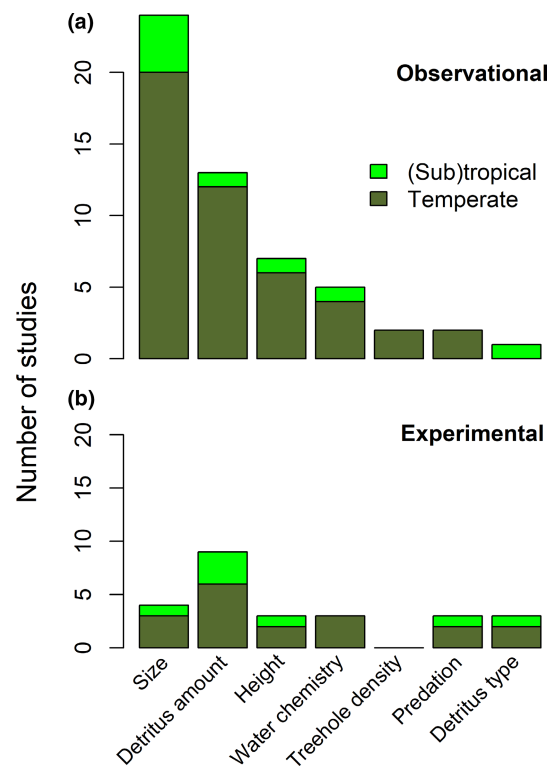 (a)
Observational
(Sub)tropical
Temperate
20
15
10
5
0
Number of studies
(b)
Experimental
20
15
10
5
0
Size
Detritus amount
Height
Water chemistry
Treehole density
Predation
Detritus type